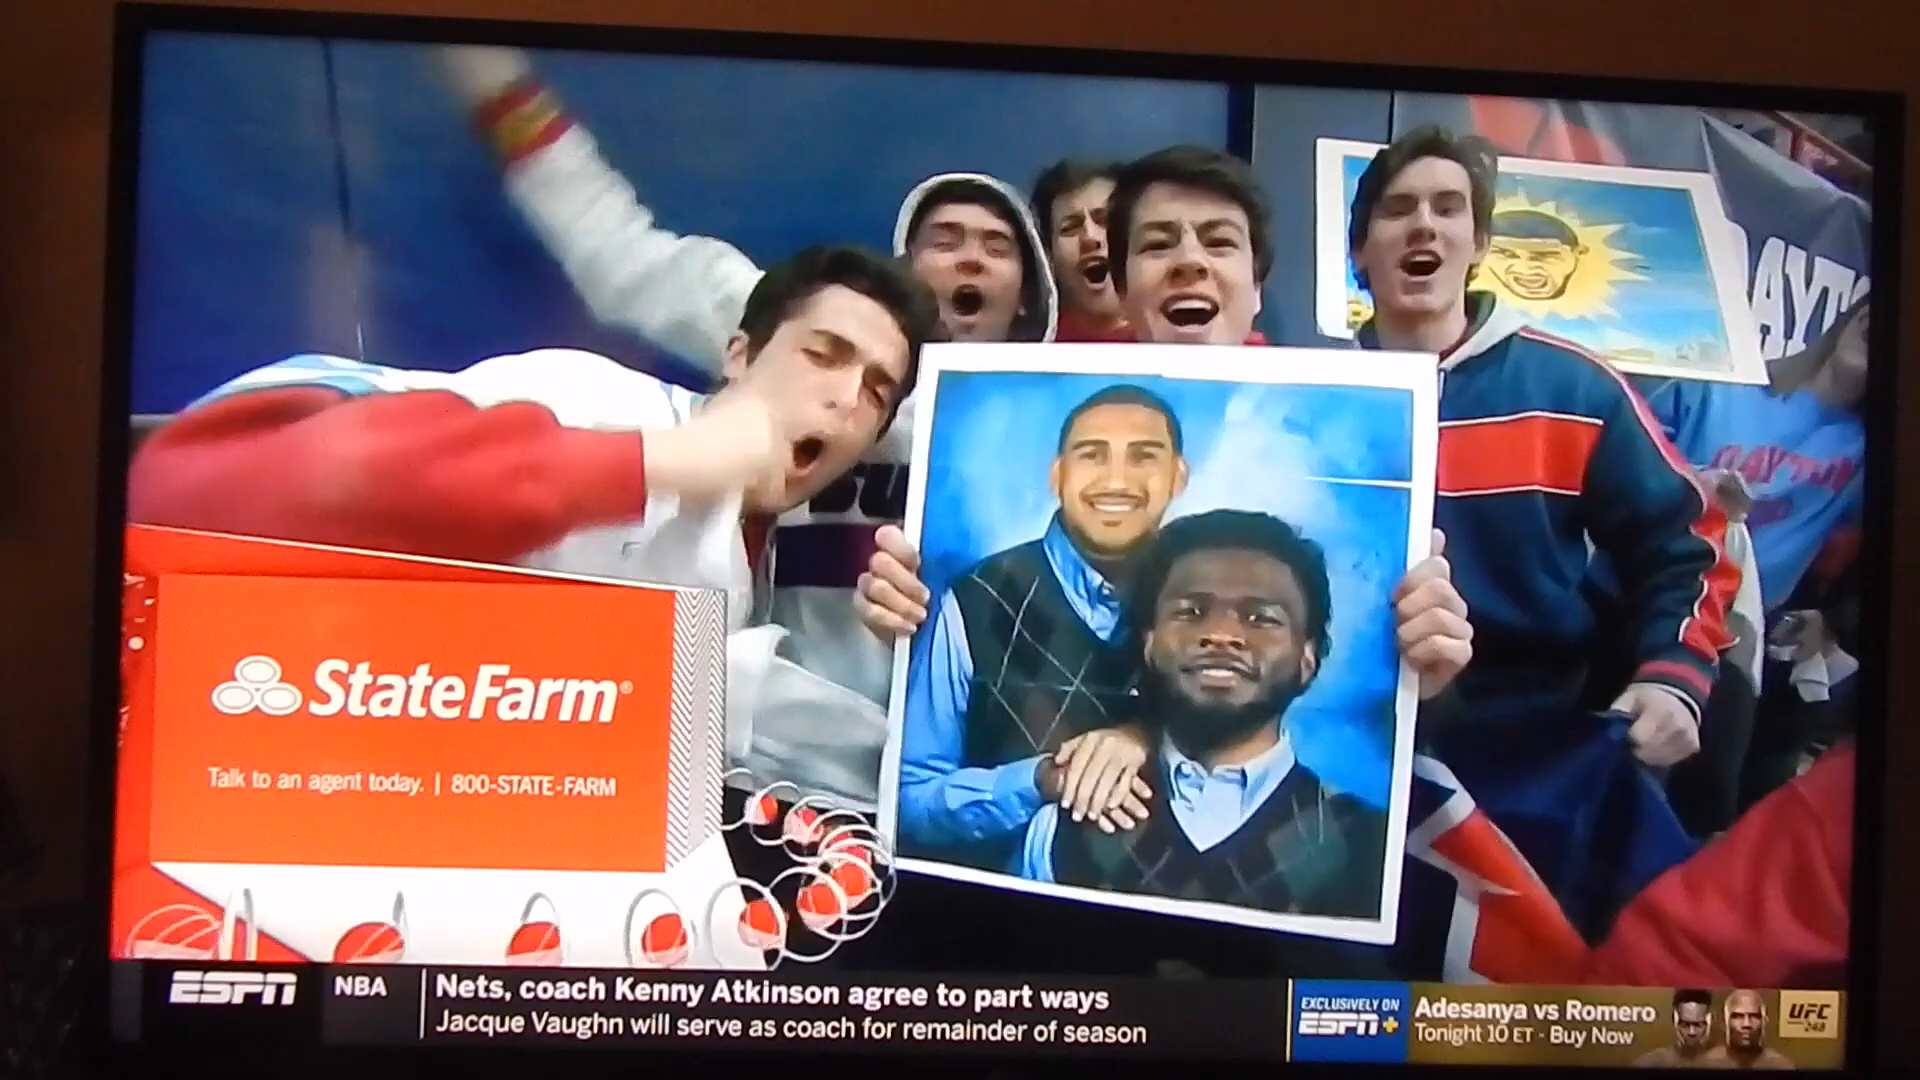 AYT
DAYTON
StateFarm®
Talk to an agent today. | 800-STATE-FARM
ESPN
NBA
Nets, coach Kenny Atkinson agree to part ways
Jacque Vaughn will serve as coach for remainder of season
EXCLUSIVELY ON
ESPN+
Adesanya vs Romero
Tonight 10 ET - Buy Now
UFC
248